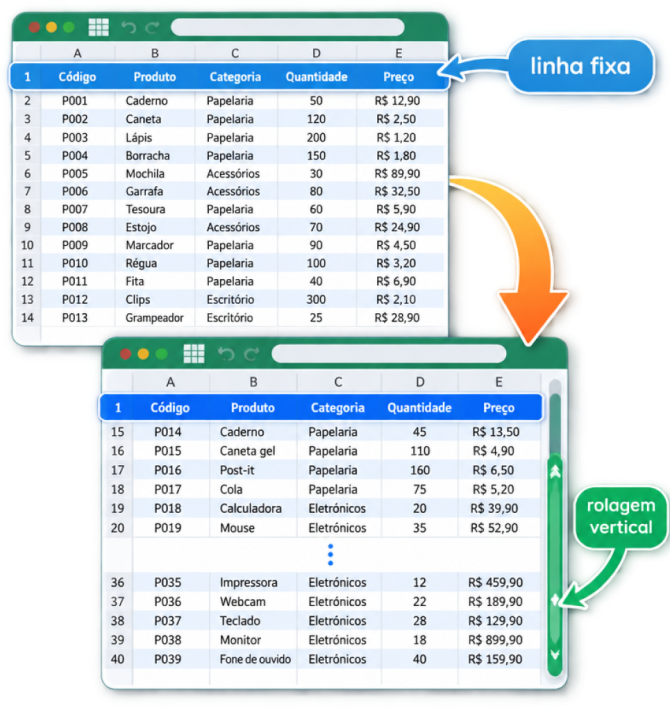 A B C D E
1 Código Produto Categoria Quantidade Preço
linha fixa
2 P001 Caderno Papelaria 50 R$ 12,90
3 P002 Caneta Papelaria 120 R$ 2,50
4 P003 Lápis Papelaria 200 R$ 1,20
5 P004 Borracha Papelaria 150 R$ 1,80
6 P005 Mochila Acessórios 30 R$ 89,90
7 P006 Garrafa Acessórios 80 R$ 32,50
8 P007 Tesoura Papelaria 60 R$ 5,90
9 P008 Estojo Acessórios 70 R$ 24,90
10 P009 Marcador Papelaria 90 R$ 4,50
11 P010 Régua Papelaria 100 R$ 3,20
12 P011 Fita Papelaria 40 R$ 6,90
13 P012 Clips Escritório 300 R$ 2,10
14 P013 Grampeador Escritório 25 R$ 28,90
A B C D E
1 Código Produto Categoria Quantidade Preço
15 P014 Caderno Papelaria 45 R$ 13,50
16 P015 Caneta gel Papelaria 110 R$ 4,90
17 P016 Post-it Papelaria 160 R$ 6,50
18 P017 Cola Papelaria 75 R$ 5,20
19 P018 Calculadora Eletrónicos 20 R$ 39,90
20 P019 Mouse Eletrónicos 35 R$ 52,90
rolagem
vertical
36 P035 Impressora Eletrónicos 12 R$ 459,90
37 P036 Webcam Eletrónicos 22 R$ 189,90
38 P037 Teclado Eletrónicos 28 R$ 129,90
39 P038 Monitor Eletrónicos 18 R$ 899,90
40 P039 Fone de ouvido Eletrónicos 40 R$ 159,90